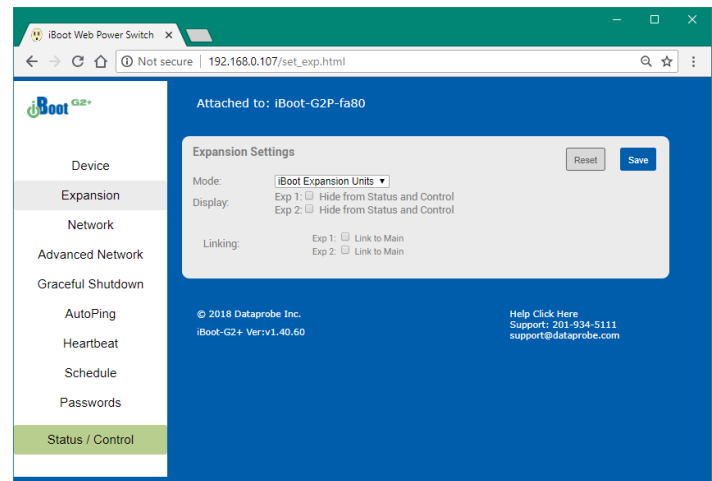 iBoot Web Power Switch
Not secure | 192.168.0.107/set_exp.html
iBoot G2+
Attached to: iBoot-G2P-fa80
Device
Expansion
Network
Advanced Network
Graceful Shutdown
AutoPing
Heartbeat
Schedule
Passwords
Status / Control
Expansion Settings
Reset
Save
Mode: iBoot Expansion Units
Display: Exp 1: Hide from Status and Control
Exp 2: Hide from Status and Control
Linking: Exp 1: Link to Main
Exp 2: Link to Main
© 2018 Dataprobe Inc.
iBoot-G2+ Ver:v1.40.60
Help Click Here
Support: 201-934-5111
support@dataprobe.com